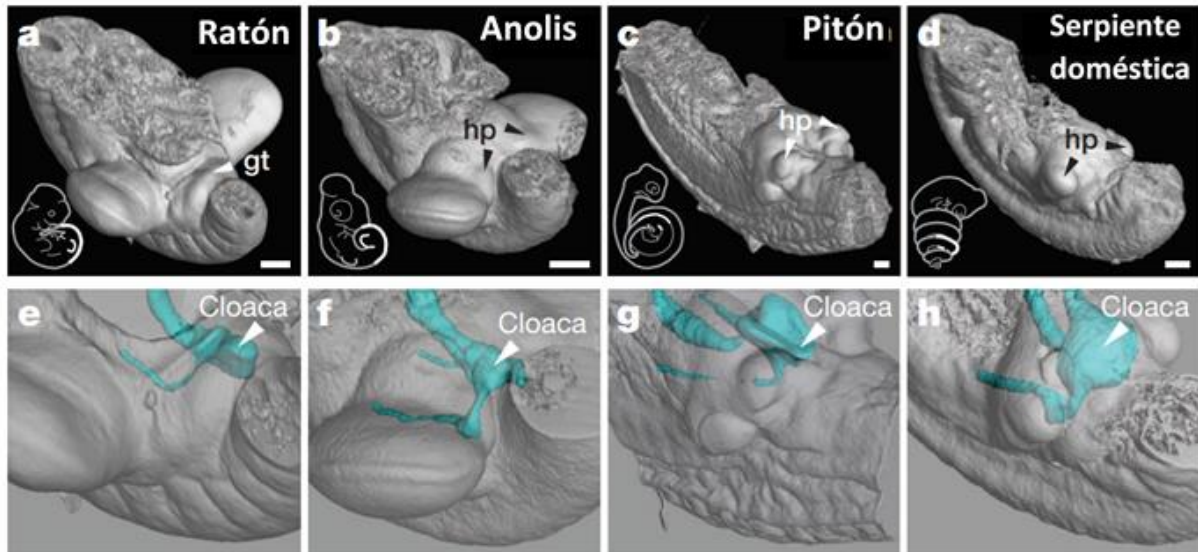 a Ratón
gt
b Anolis
hp
c Pitón
hp
d Serpiente
doméstica
hp
e Cloaca
f Cloaca
g Cloaca
h Cloaca